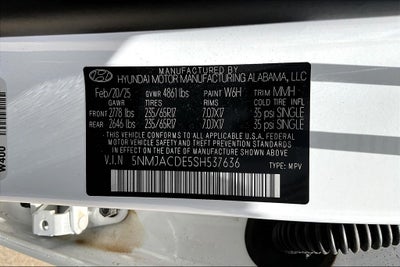 MANUFACTURED BY
HYUNDAI MOTOR MANUFACTURING ALABAMA, LLC
Feb/20/25 GVWR 4861 lbs PAINT W6H TRIM MMH
GAWR TIRES RIMS COLD TIRE PRESSURE
FRONT 2778 lbs 235/65R17 7.0JX17 35 psi SINGLE
REAR 2646 lbs 235/65R17 7.0JX17 35 psi SINGLE
THIS VEHICLE CONFORMS TO ALL APPLICABLE U.S.A.
FEDERAL MOTOR VEHICLE SAFETY, BUMPER,
AND THEFT PREVENTION STANDARDS IN EFFECT
ON THE DATE OF MANUFACTURE SHOWN ABOVE.
V.I.N 5NMJACDE5SH537636
TYPE: MPV
W400